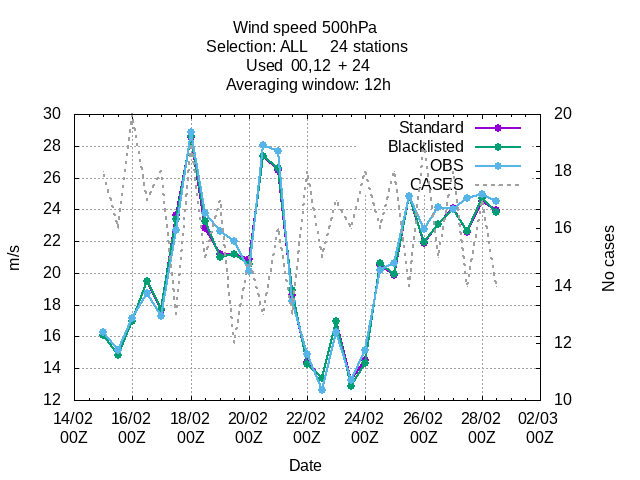 Wind speed 500hPa
Selection: ALL 24 stations
Used 00,12 + 24
Averaging window: 12h
30
28
26
24
22
20
18
16
14
12
m/s
Standard
Blacklisted
OBS
CASES
20
18
16
14
12
10
No cases
14/02 16/02 18/02 20/02 22/02 24/02 26/02 28/02 02/03
00Z 00Z 00Z 00Z 00Z 00Z 00Z 00Z 00Z
Date